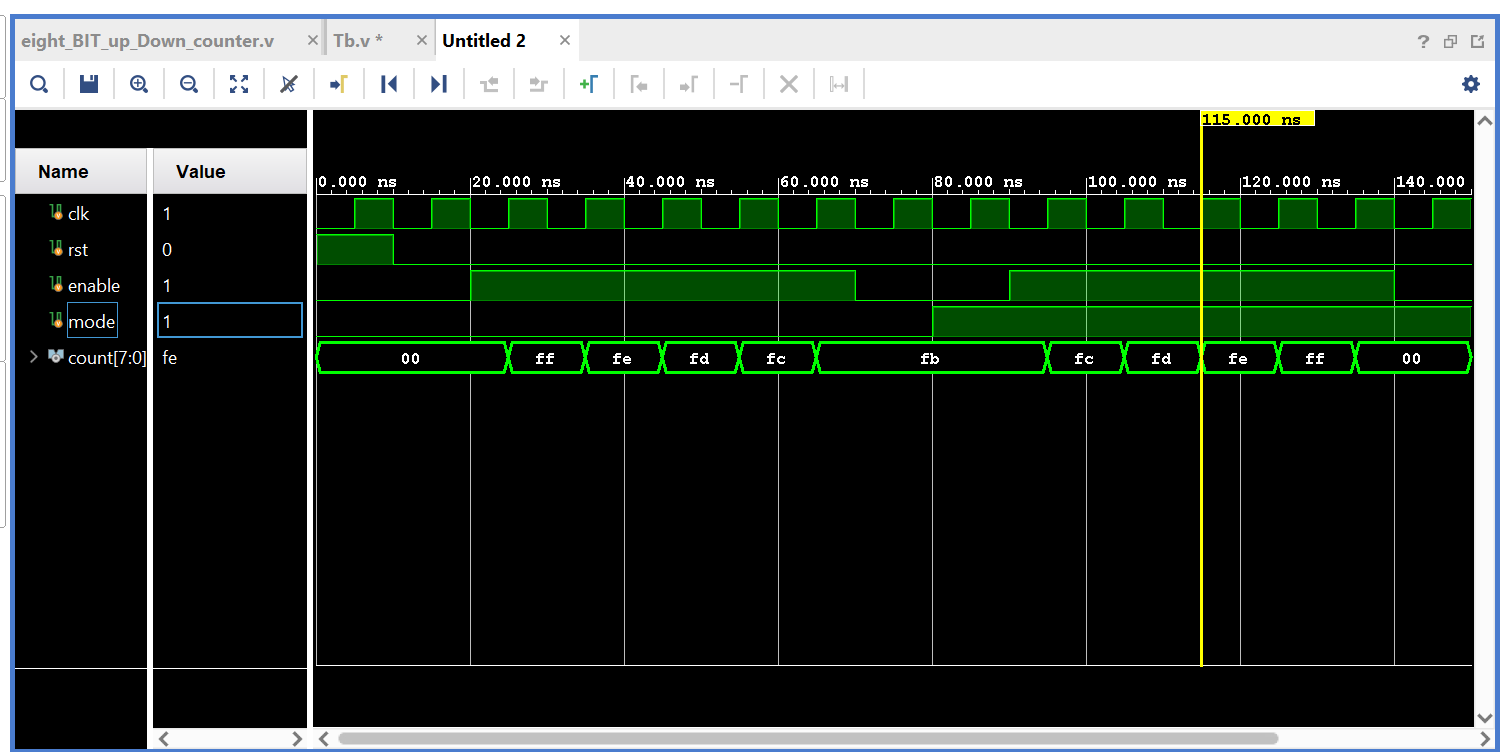 eight_BIT_up_Down_counter.v × Tb.v * × Untitled 2 ×
?
115.000 ns
Name Value
0.000 ns 20.000 ns 40.000 ns 60.000 ns 80.000 ns 100.000 ns 120.000 ns 140.000
clk 1
rst 0
enable 1
mode 1
count[7:0] fe 00 ff fe fd fc fb fc fd fe ff 00